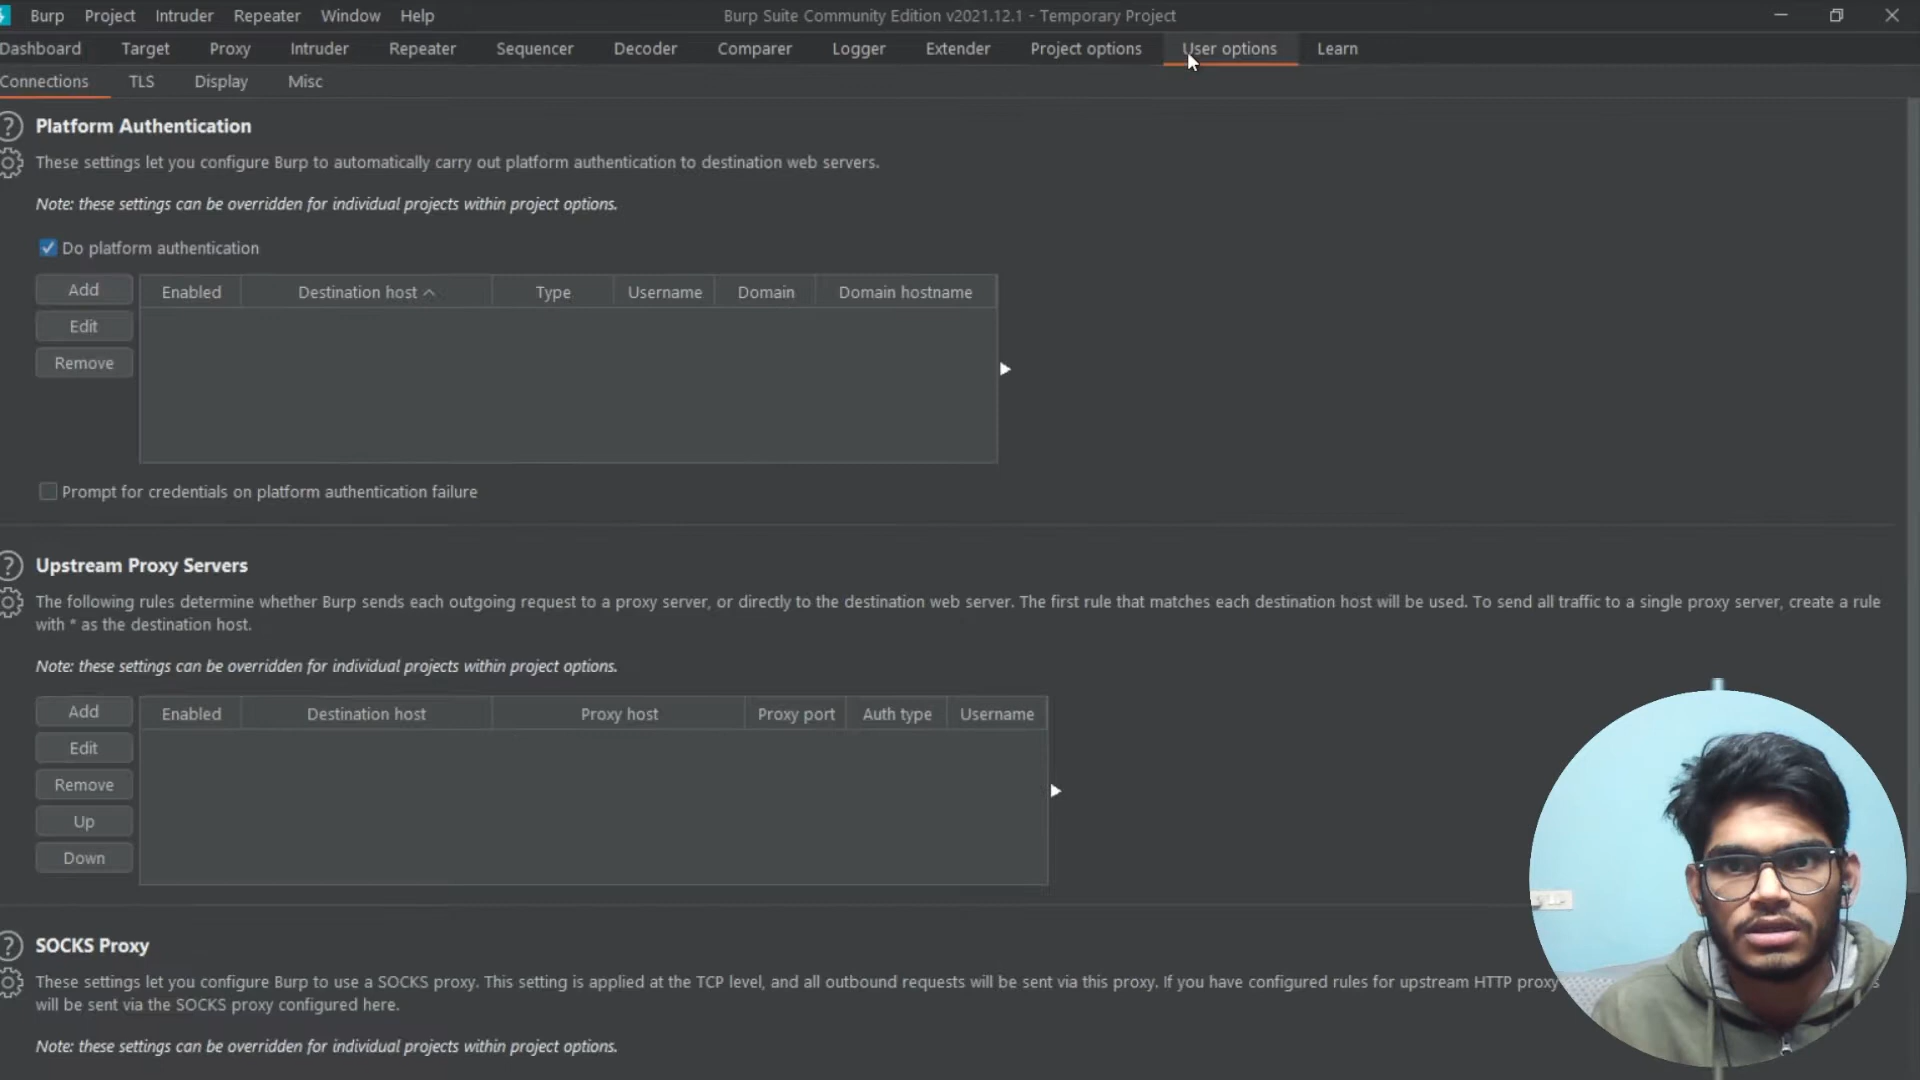 Burp Project Intruder Repeater Window Help Burp Suite Community Edition v2021.12.1 - Temporary Project
Dashboard Target Proxy Intruder Repeater Sequencer Decoder Comparer Logger Extender Project options User options Learn
Connections TLS Display Misc
Platform Authentication
These settings let you configure Burp to automatically carry out platform authentication to destination web servers.
Note: these settings can be overridden for individual projects within project options.
Do platform authentication
Add Enabled Destination host Type Username Domain Domain hostname
Edit
Remove
Prompt for credentials on platform authentication failure
Upstream Proxy Servers
The following rules determine whether Burp sends each outgoing request to a proxy server, or directly to the destination web server. The first rule that matches each destination host will be used. To send all traffic to a single proxy server, create a rule
with * as the destination host.
Note: these settings can be overridden for individual projects within project options.
Add Enabled Destination host Proxy host Proxy port Auth type Username
Edit
Remove
Up
Down
SOCKS Proxy
These settings let you configure Burp to use a SOCKS proxy. This setting is applied at the TCP level, and all outbound requests will be sent via this proxy. If you have configured rules for upstream HTTP proxy
will be sent via the SOCKS proxy configured here.
Note: these settings can be overridden for individual projects within project options.